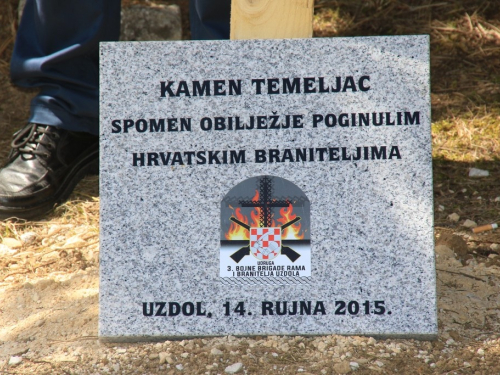 KAMEN TEMELJAC
SPOMEN OBILJEŽJE POGINULIM
HRVATSKIM BRANITELJIMA
UDRUGA
3. BOJNE BRIGADE RAMA
I BRANITELJA UZDOLA
UZDOL, 14. RUJNA 2015.